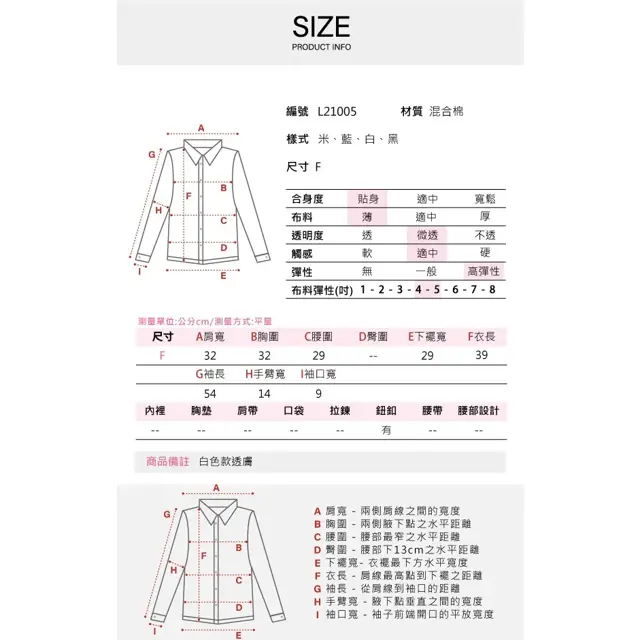 SIZE
PRODUCT INFO
編號 L21005 材質 混合棉
樣式 米、藍、白、黑
尺寸 F
合身度 貼身 適中 寬鬆
布料 薄 適中 厚
透明度 透 微透 不透
觸感 軟 適中 硬
彈性 無 一般 高彈性
布料彈性(吋) 1 - 2 - 3 - 4 - 5 - 6 - 7 - 8
A
G
B
F
H
C
D
I
E
測量單位:公分cm/測量方式:平量
尺寸 A肩寬 B胸圍 C腰圍 D臀圍 E下襬寬 F衣長
F 32 32 29 -- 29 39
G袖長 H手臂寬 I袖口寬
54 14 9
內裡 胸墊 肩帶 口袋 拉鍊 鈕釦 腰帶 腰部設計
-- -- -- -- -- 有 -- --
商品備註 白色款透膚
A
G
B
F
H
C
D
I
E
A 肩寬 - 兩側肩線之間的寬度
B 胸圍 - 兩側腋下點之水平距離
C 腰圍 - 腰部最窄之水平距離
D 臀圍 - 腰部下13cm之水平距離
E 下襬寬- 衣襬最下方水平寬度
F 衣長 - 肩線最高點到下襬之距離
G 袖長 - 從肩線到袖口的距離
H 手臂寬 - 腋下點垂直之間的寬度
I 袖口寬 - 袖子前端開口的平放寬度